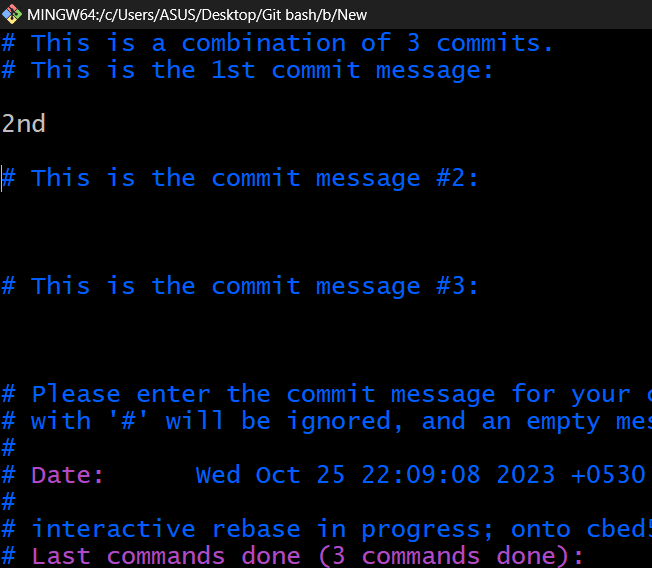 MINGW64:/c/Users/ASUS/Desktop/Git bash/b/New
# This is a combination of 3 commits.
# This is the 1st commit message:
2nd
# This is the commit message #2:
# This is the commit message #3:
# Please enter the commit message for your
# with '#' will be ignored, and an empty mes
#
# Date: Wed Oct 25 22:09:08 2023 +0530
#
# interactive rebase in progress; onto cbed5
# Last commands done (3 commands done):